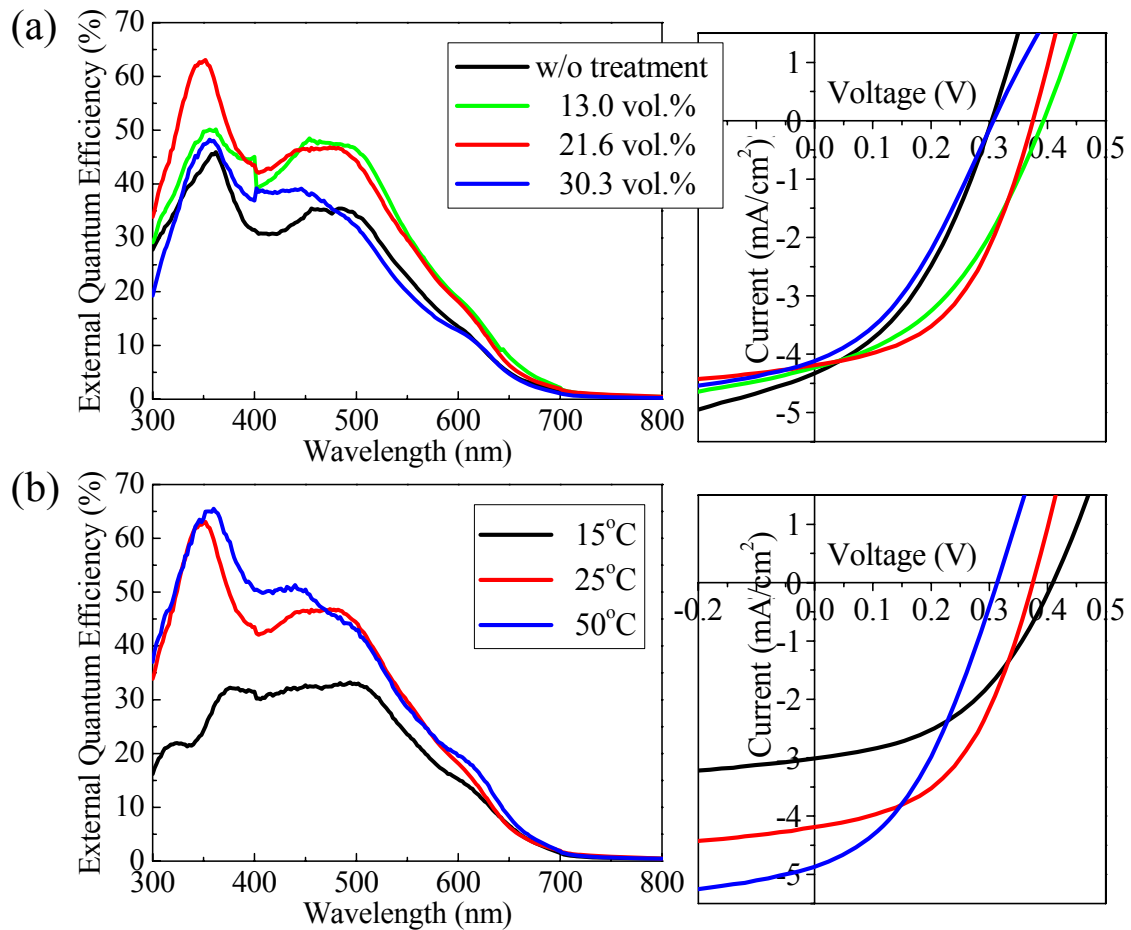 (a)
External Quantum Efficiency (%)
70
60
50
40
30
20
10
0
300 400 500 600 700 800
Wavelength (nm)
w/o treatment
13.0 vol.%
21.6 vol.%
30.3 vol.%
Current (mA/cm²)
Voltage (V)
1
0
0.0 0.1 0.2 0.3 0.4 0.5
-1
-2
-3
-4
-5
(b)
External Quantum Efficiency (%)
70
60
50
40
30
20
10
0
300 400 500 600 700 800
Wavelength (nm)
15°C
25°C
50°C
Current (mA/cm²)
Voltage (V)
1
0
-0.2 0.0 0.1 0.2 0.3 0.4 0.5
-1
-2
-3
-4
-5